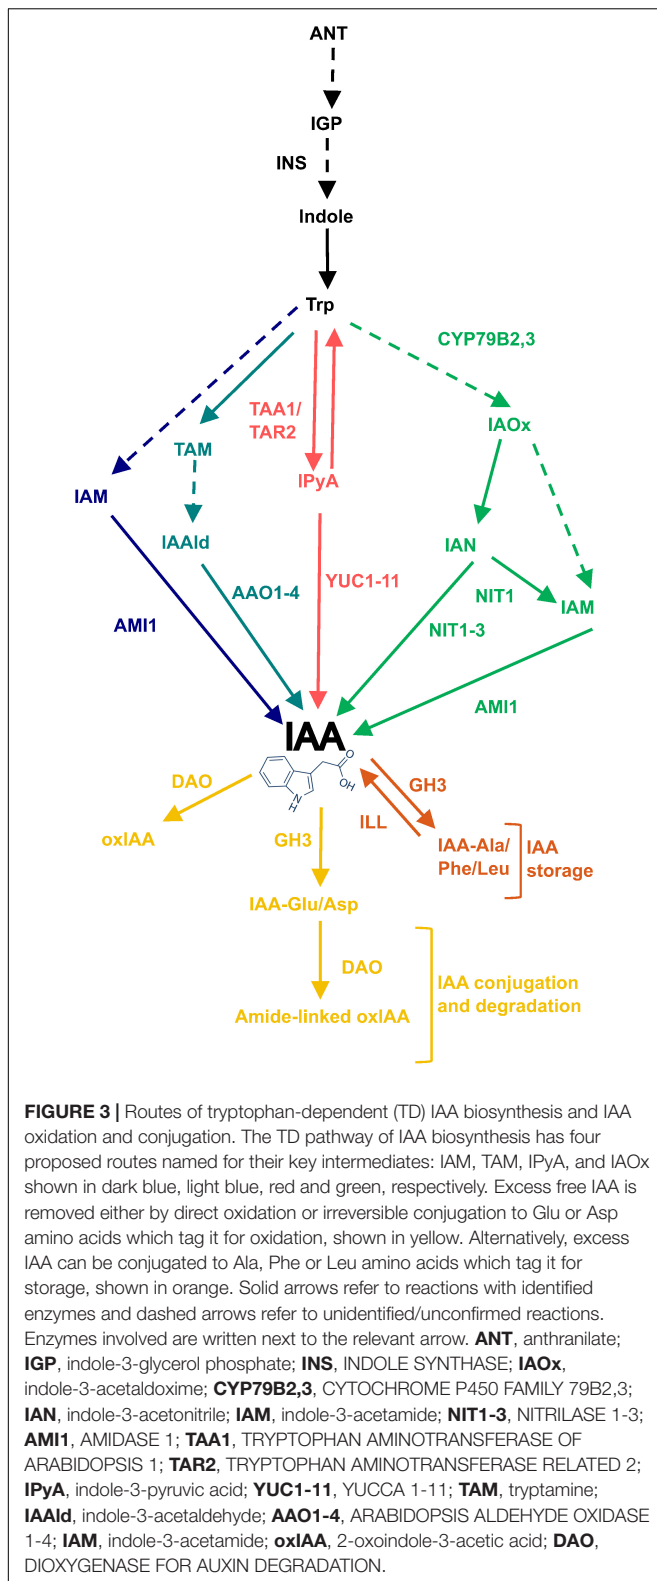 ANT
IGP
INS
Indole
Trp
CYP79B2,3
TAA1/
TAR2
IAOx
TAM
IPyA
IAM
IAAld
IAN
AAO1-4
YUC1-11
NIT1
IAM
AMI1
NIT1-3
AMI1
IAA
O
OH
N
H
DAO
GH3
ILL
oxIAA
GH3
IAA-Ala/
Phe/Leu
IAA
storage
IAA-Glu/Asp
DAO
IAA conjugation
and degradation
Amide-linked oxIAA
FIGURE 3 | Routes of tryptophan-dependent (TD) IAA biosynthesis and IAA
oxidation and conjugation. The TD pathway of IAA biosynthesis has four
proposed routes named for their key intermediates: IAM, TAM, IPyA, and IAOx
shown in dark blue, light blue, red and green, respectively. Excess free IAA is
removed either by direct oxidation or irreversible conjugation to Glu or Asp
amino acids which tag it for oxidation, shown in yellow. Alternatively, excess
IAA can be conjugated to Ala, Phe or Leu amino acids which tag it for
storage, shown in orange. Solid arrows refer to reactions with identified
enzymes and dashed arrows refer to unidentified/unconfirmed reactions.
Enzymes involved are written next to the relevant arrow. ANT, anthranilate;
IGP, indole-3-glycerol phosphate; INS, INDOLE SYNTHASE; IAOx,
indole-3-acetaldoxime; CYP79B2,3, CYTOCHROME P450 FAMILY 79B2,3;
IAN, indole-3-acetonitrile; IAM, indole-3-acetamide; NIT1-3, NITRILASE 1-3;
AMI1, AMIDASE 1; TAA1, TRYPTOPHAN AMINOTRANSFERASE OF
ARABIDOPSIS 1; TAR2, TRYPTOPHAN AMINOTRANSFERASE RELATED 2;
IPyA, indole-3-pyruvic acid; YUC1-11, YUCCA 1-11; TAM, tryptamine;
IAAld, indole-3-acetaldehyde; AAO1-4, ARABIDOPSIS ALDEHYDE OXIDASE
1-4; IAM, indole-3-acetamide; oxIAA, 2-oxoindole-3-acetic acid; DAO,
DIOXYGENASE FOR AUXIN DEGRADATION.